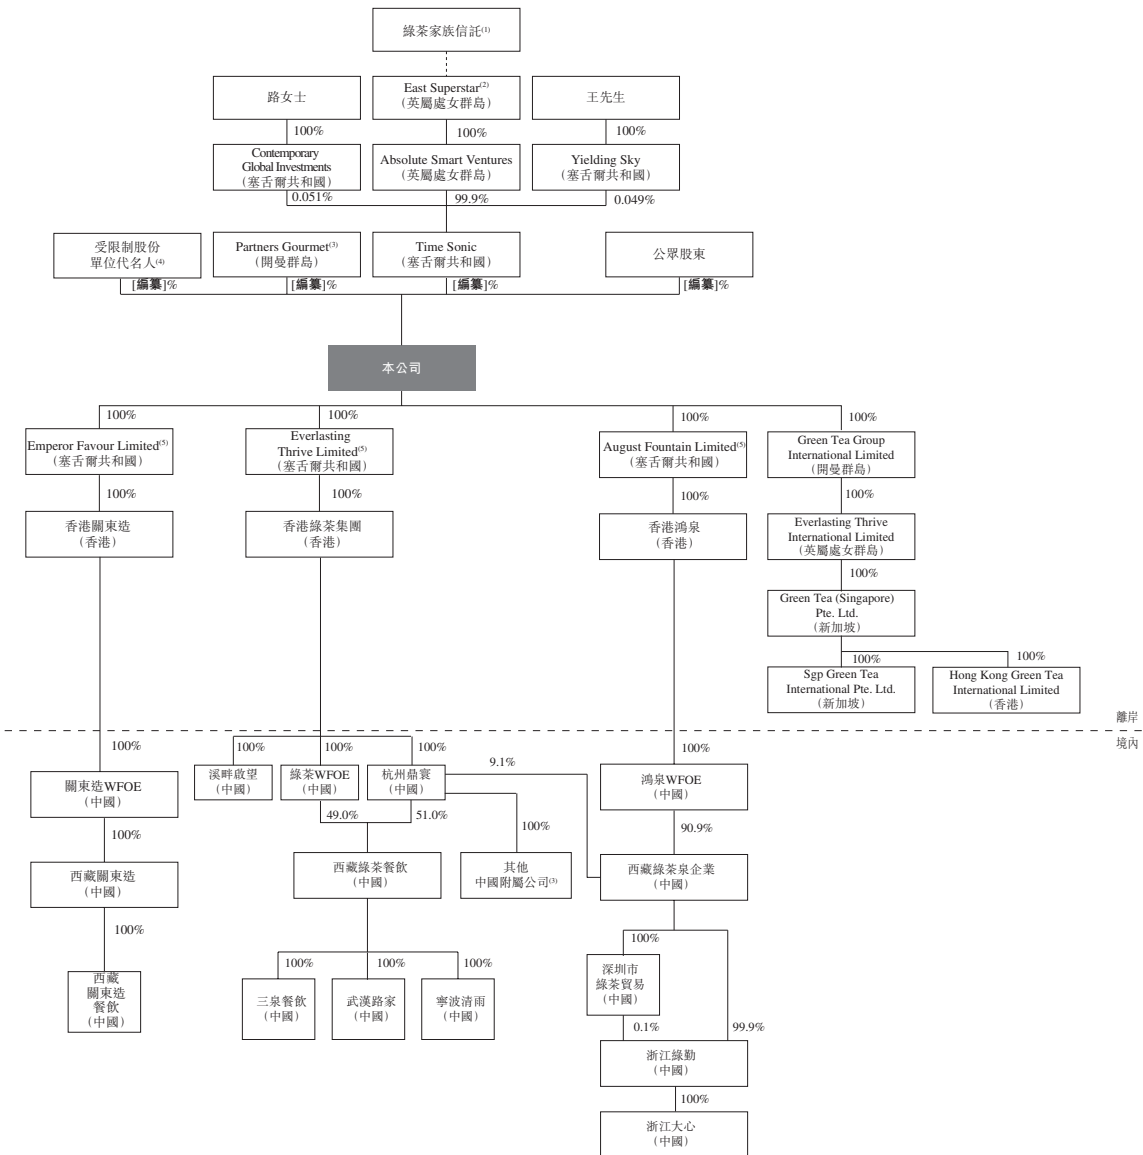 綠茶家族信託(1)
路女士
East Superstar(2)
(英屬處女群島)
王先生
100%
100%
100%
Contemporary
Global Investments
(塞舌爾共和國)
Absolute Smart Ventures
(英屬處女群島)
Yielding Sky
(塞舌爾共和國)
0.051%
99.9%
0.049%
受限制股份
單位代名人(4)
Partners Gourmet(3)
(開曼群島)
Time Sonic
(塞舌爾共和國)
公眾股東
[編纂]%
[編纂]%
[編纂]%
[編纂]%
本公司
100%
100%
100%
100%
Emperor Favour Limited(5)
(塞舌爾共和國)
Everlasting
Thrive Limited(5)
(塞舌爾共和國)
August Fountain Limited(5)
(塞舌爾共和國)
Green Tea Group
International Limited
(開曼群島)
100%
100%
100%
100%
香港關東造
(香港)
香港綠茶集團
(香港)
香港鴻泉
(香港)
Everlasting Thrive
International Limited
(英屬處女群島)
100%
Green Tea (Singapore)
Pte. Ltd.
(新加坡)
100%
100%
Sgp Green Tea
International Pte. Ltd.
(新加坡)
Hong Kong Green Tea
International Limited
(香港)
離岸
境內
100%
100%
100%
100%
100%
9.1%
關東造WFOE
(中國)
溪畔啟望
(中國)
綠茶WFOE
(中國)
杭州鼎寰
(中國)
鴻泉WFOE
(中國)
49.0%
51.0%
100%
100%
90.9%
西藏關東造
(中國)
西藏綠茶餐飲
(中國)
其他
中國附屬公司(3)
西藏綠茶泉企業
(中國)
100%
100%
100%
100%
100%
西藏
關東造
餐飲
(中國)
三泉餐飲
(中國)
武漢路家
(中國)
寧波清雨
(中國)
深圳市
綠茶貿易
(中國)
0.1%
99.9%
浙江綠勤
(中國)
100%
浙江大心
(中國)